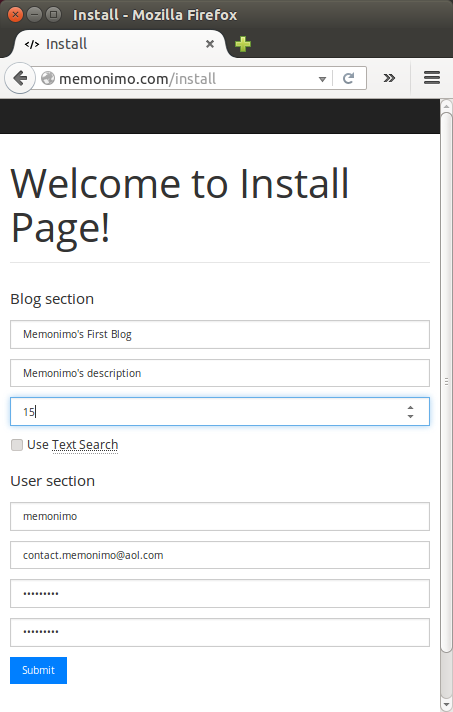 Install - Mozilla Firefox
</> Install
memonimo.com/install
Welcome to Install
Page!
Blog section
Memonimo's First Blog
Memonimo's description
15
Use Text Search
User section
memonimo
contact.memonimo@aol.com
•••••••••
•••••••••
Submit